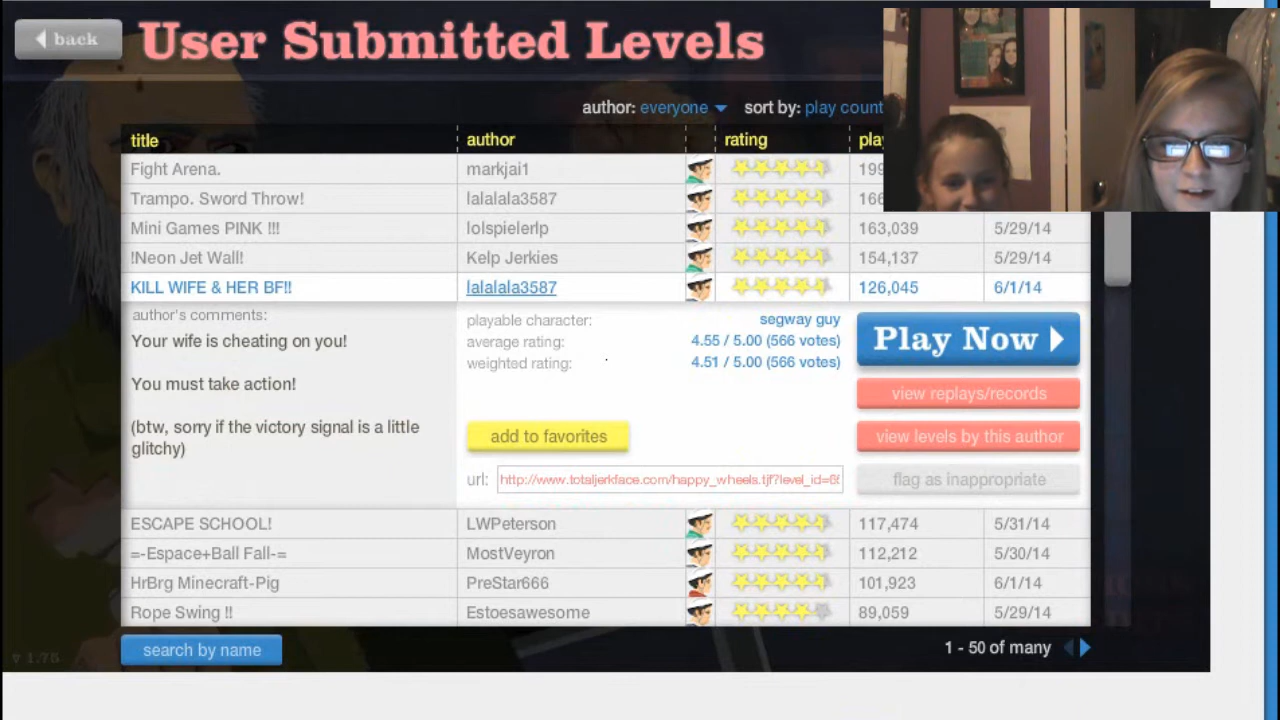 back
User Submitted Levels
author: everyone sort by: play count
title author rating
Fight Arena. markjai1
Trampo. Sword Throw! lalalala3587
Mini Games PINK !!! lolspielerlp 163,039 5/29/14
!Neon Jet Wall! Kelp Jerkies 154,137 5/29/14
KILL WIFE & HER BF!! lalalala3587 126,045 6/1/14
author's comments:
Your wife is cheating on you!
You must take action!
(btw, sorry if the victory signal is a little
glitchy)
playable character: segway guy
average rating: 4.55 / 5.00 (566 votes)
weighted rating: 4.51 / 5.00 (566 votes)
add to favorites
url: http://www.totaljerkface.com/happy_wheels.tjf?level_id=
Play Now
view replays/records
view levels by this author
flag as inappropriate
ESCAPE SCHOOL! LWPeterson 117,474 5/31/14
=-Espace+Ball Fall-= MostVeyron 112,212 5/30/14
HrBrg Minecraft-Pig PreStar666 101,923 6/1/14
Rope Swing !! Estoesawesome 89,059 5/29/14
search by name
1 - 50 of many
v 1.75